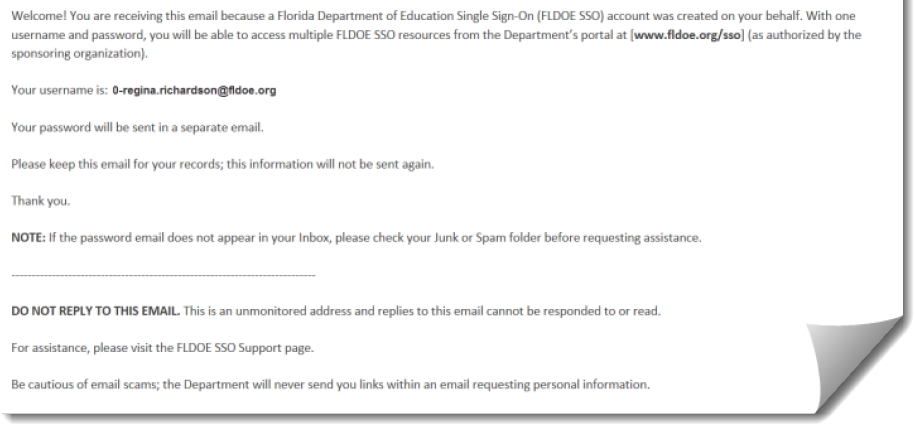 Welcome! You are receiving this email because a Florida Department of Education Single Sign-On (FLDOE SSO) account was created on your behalf. With one
username and password, you will be able to access multiple FLDOE SSO resources from the Department's portal at [www.fldoe.org/sso] (as authorized by the
sponsoring organization).
Your username is: 0-regina.richardson@fldoe.org
Your password will be sent in a separate email.
Please keep this email for your records; this information will not be sent again.
Thank you.
NOTE: If the password email does not appear in your Inbox, please check your Junk or Spam folder before requesting assistance.
----------------------------------------------------------------------------
DO NOT REPLY TO THIS EMAIL. This is an unmonitored address and replies to this email cannot be responded to or read.
For assistance, please visit the FLDOE SSO Support page.
Be cautious of email scams; the Department will never send you links within an email requesting personal information.